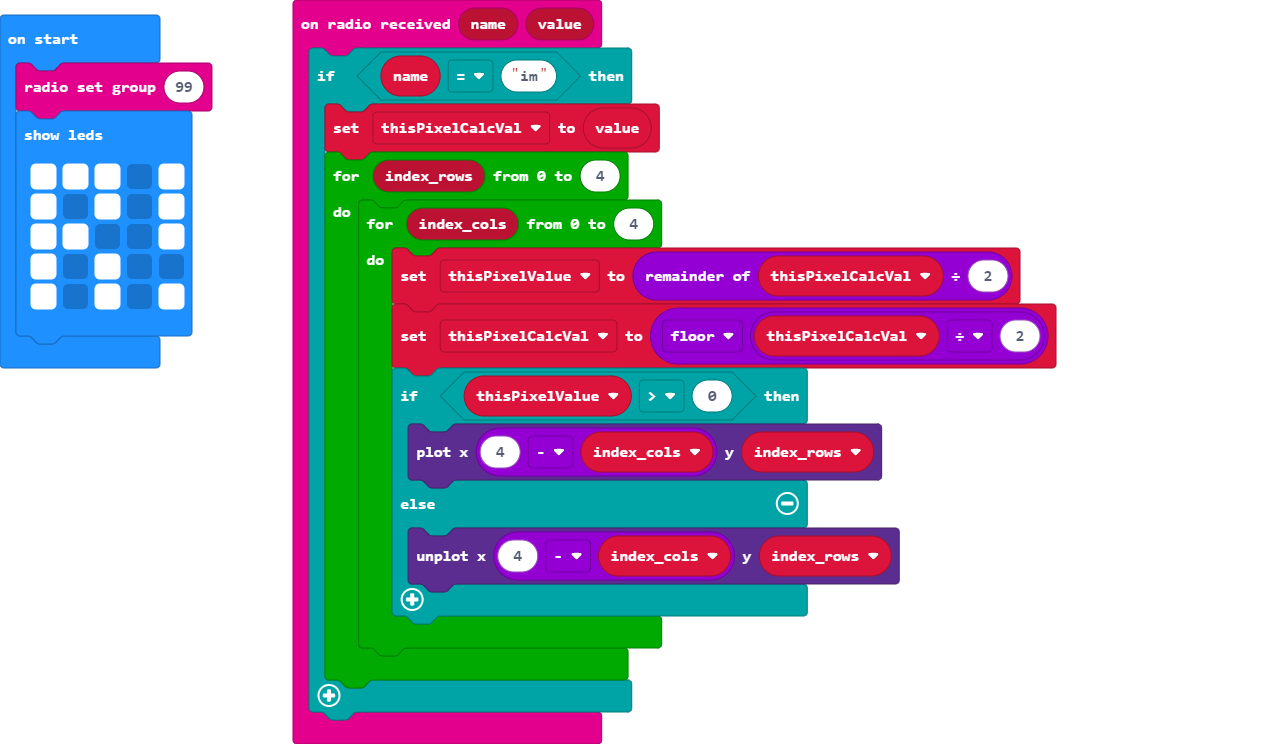 on start
radio set group 99
show leds
on radio received name value
if name = "im" then
set thisPixelCalcVal to value
for index_rows from 0 to 4
do
for index_cols from 0 to 4
do
set thisPixelValue to remainder of thisPixelCalcVal ÷ 2
set thisPixelCalcVal to floor thisPixelCalcVal ÷ 2
if thisPixelValue > 0 then
plot x 4 - index_cols y index_rows
else
unplot x 4 - index_cols y index_rows